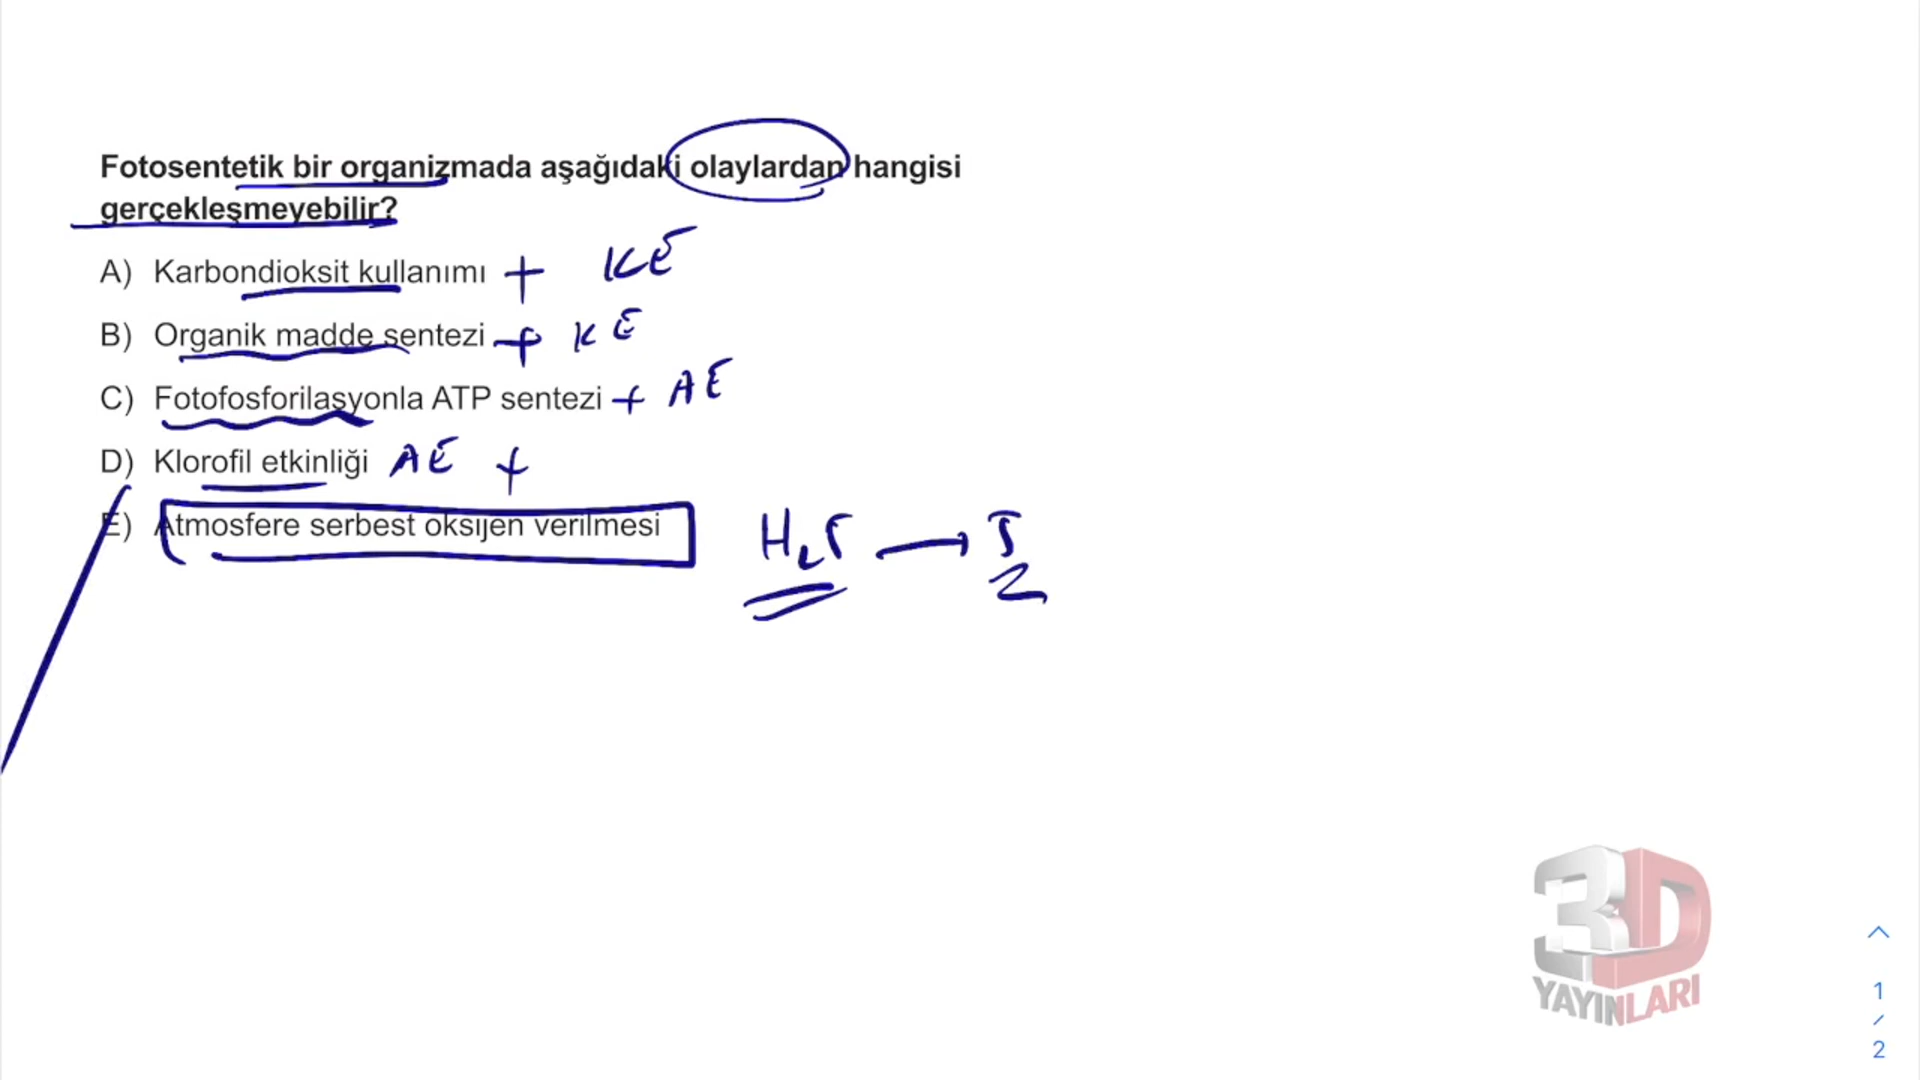 Fotosentetik bir organizmada aşağıdaki olaylardan hangisi
gerçekleşmeyebilir?
A) Karbondioksit kullanımı + KE
B) Organik madde sentezi + KE
C) Fotofosforilasyonla ATP sentezi + AE
D) Klorofil etkinliği AE +
E) Atmosfere serbest oksijen verilmesi H2S → S
3D
YAYINLARI
1
/
2